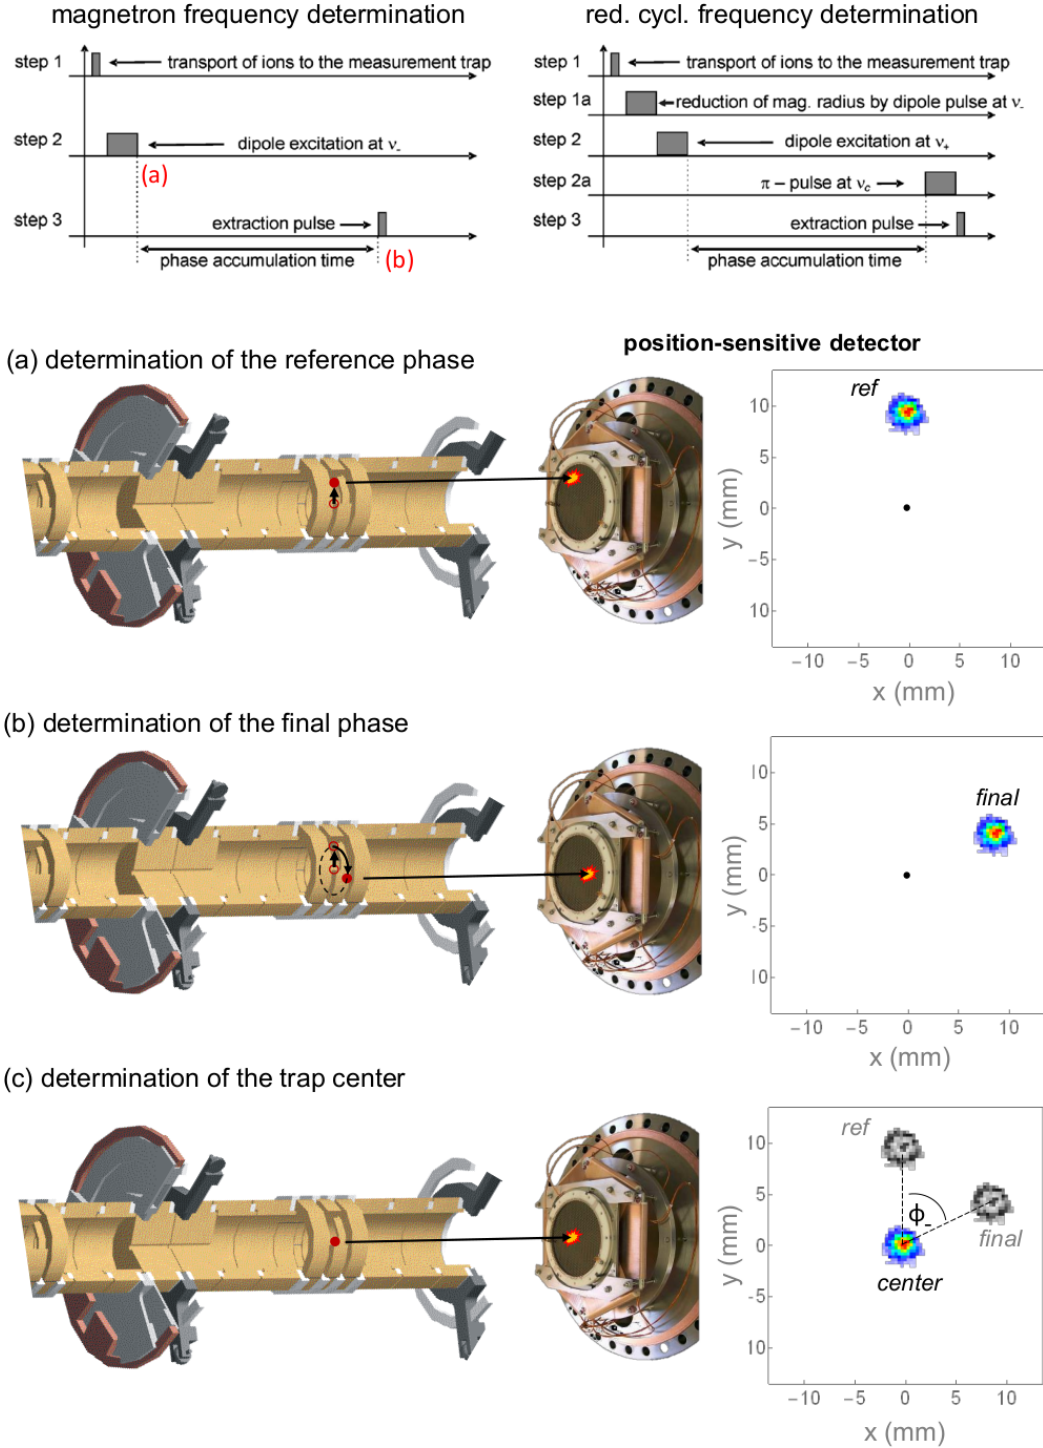 magnetron frequency determination
step 1
transport of ions to the measurement trap
step 2
dipole excitation at ν-
(a)
step 3
extraction pulse
phase accumulation time
(b)
red. cycl. frequency determination
step 1
transport of ions to the measurement trap
step 1a
reduction of mag. radius by dipole pulse at ν-
step 2
dipole excitation at ν+
step 2a
π – pulse at νc
step 3
extraction pulse
phase accumulation time
(a) determination of the reference phase
position-sensitive detector
ref
10
5
0
−5
10
y (mm)
−10 −5 0 5 10
x (mm)
(b) determination of the final phase
final
10
5
0
-5
10
y (mm)
−10 −5 0 5 10
x (mm)
(c) determination of the trap center
ref
ϕ-
final
center
10
5
0
-5
10
y (mm)
−10 −5 0 5 10
x (mm)